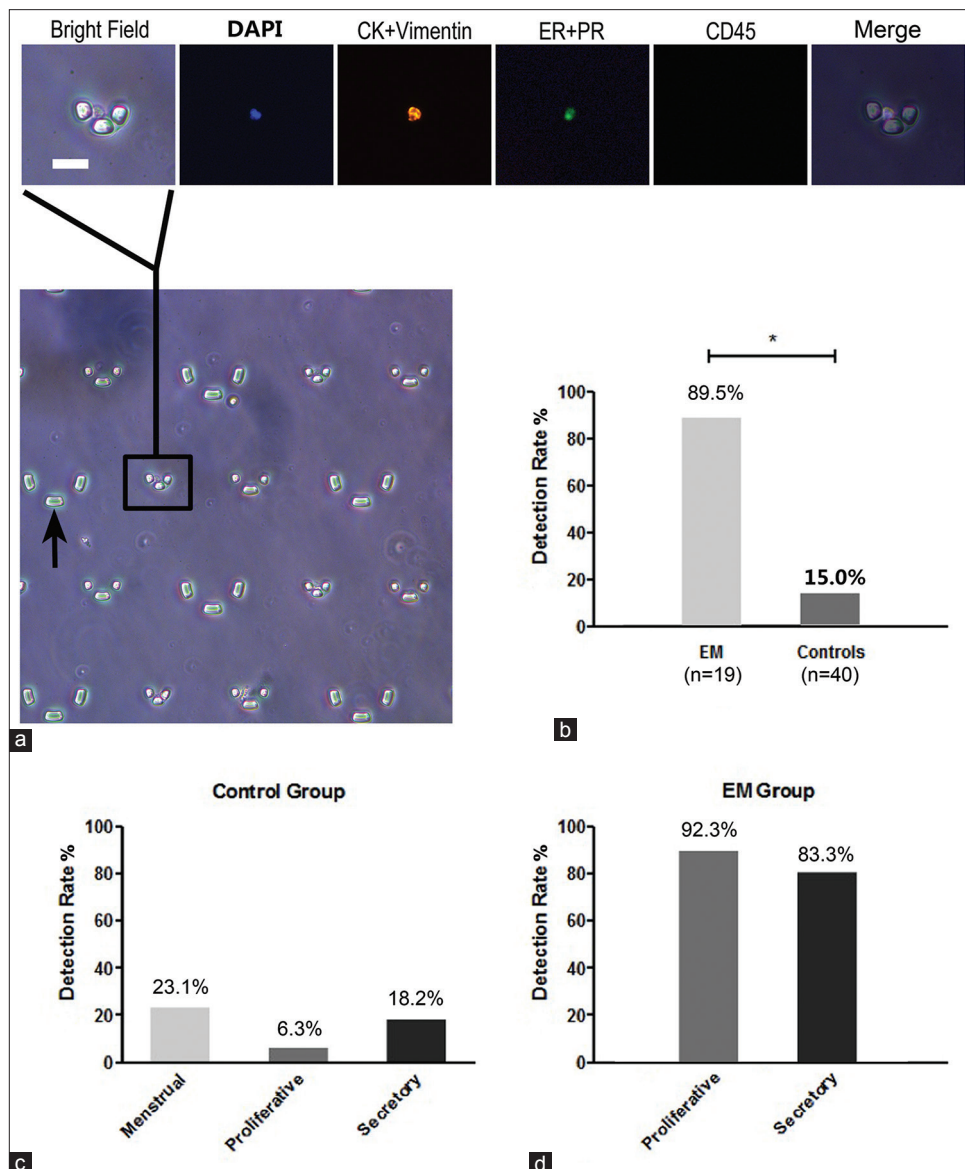 Bright Field DAPI CK+Vimentin ER+PR CD45 Merge
a
*
100
80
60
40
20
0
Detection Rate %
89.5%
15.0%
EM
(n=19)
Controls
(n=40)
b
Control Group
100
80
60
40
20
0
Detection Rate %
23.1%
6.3%
18.2%
Menstrual
Proliferative
Secretory
c
EM Group
100
80
60
40
20
0
Detection Rate %
92.3%
83.3%
Proliferative
Secretory
d